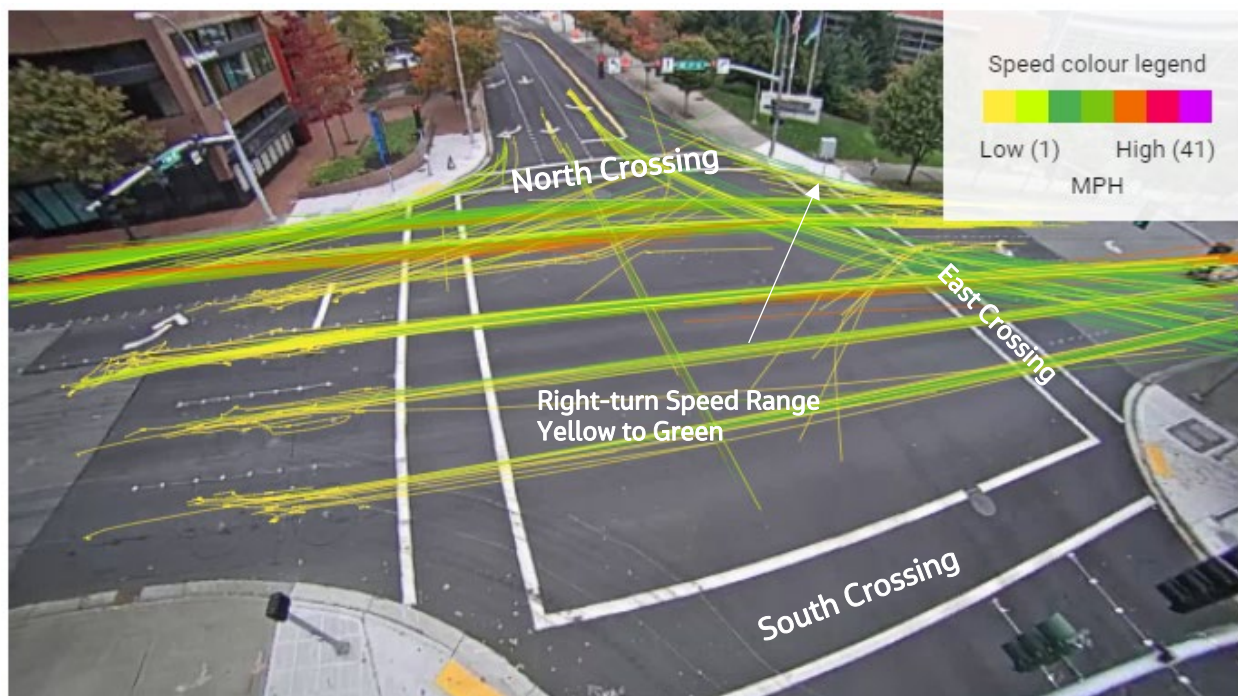 Speed colour legend
Low (1) High (41)
MPH
North Crossing
East Crossing
Right-turn Speed Range
Yellow to Green
South Crossing